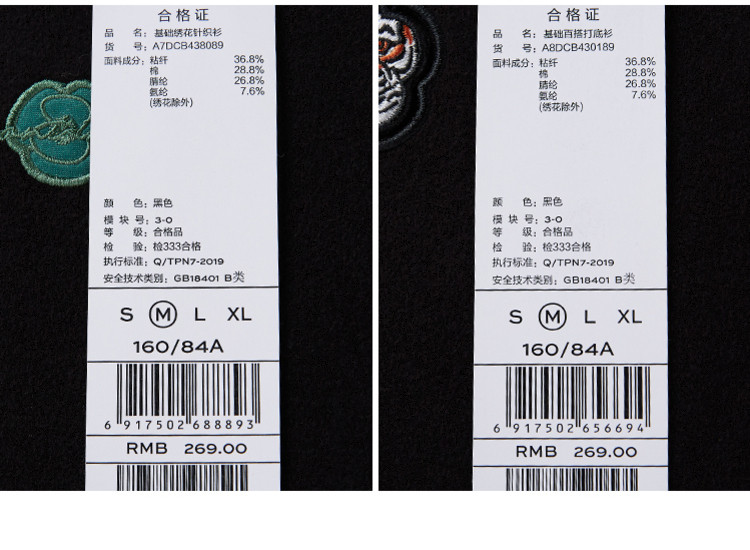 合格证
品 名：基础绣花针织衫
货 号：A7DCB438089
面料成分：粘纤 36.8%
棉 28.8%
腈纶 26.8%
氨纶 7.6%
(绣花除外)
颜 色：黑色
模 块 号：3-0
等 级：合格品
检 验：检333合格
执行标准：Q/TPN7-2019
安全技术类别：GB18401 B类
S M L XL
160/84A
6 917502 688893
RMB 269.00
合格证
品 名：基础百搭打底衫
货 号：A8DCB430189
面料成分：粘纤 36.8%
棉 28.8%
腈纶 26.8%
氨纶 7.6%
(绣花除外)
颜 色：黑色
模 块 号：3-0
等 级：合格品
检 验：检333合格
执行标准：Q/TPN7-2019
安全技术类别：GB18401 B类
S M L XL
160/84A
6 917502 656694
RMB 269.00